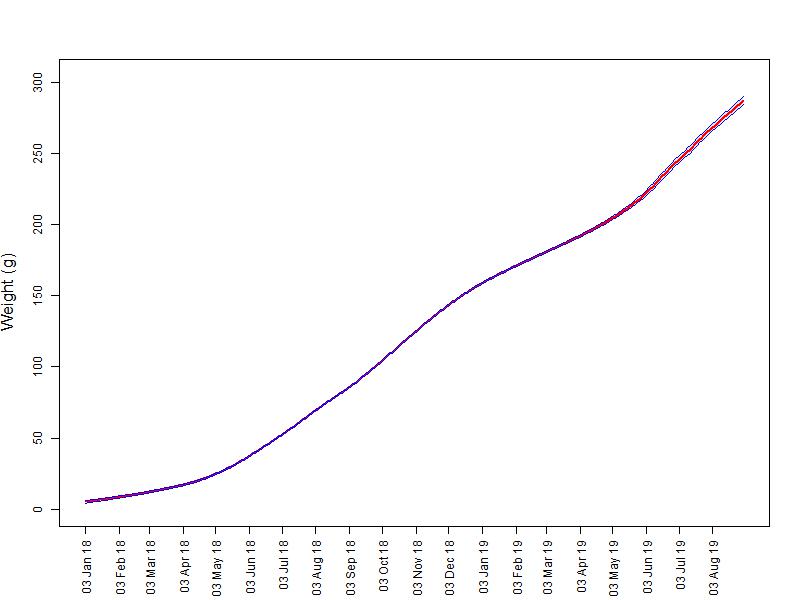 Weight (g)
300
250
200
150
100
50
0
03 Jan 18
03 Feb 18
03 Mar 18
03 Apr 18
03 May 18
03 Jun 18
03 Jul 18
03 Aug 18
03 Sep 18
03 Oct 18
03 Nov 18
03 Dec 18
03 Jan 19
03 Feb 19
03 Mar 19
03 Apr 19
03 May 19
03 Jun 19
03 Jul 19
03 Aug 19